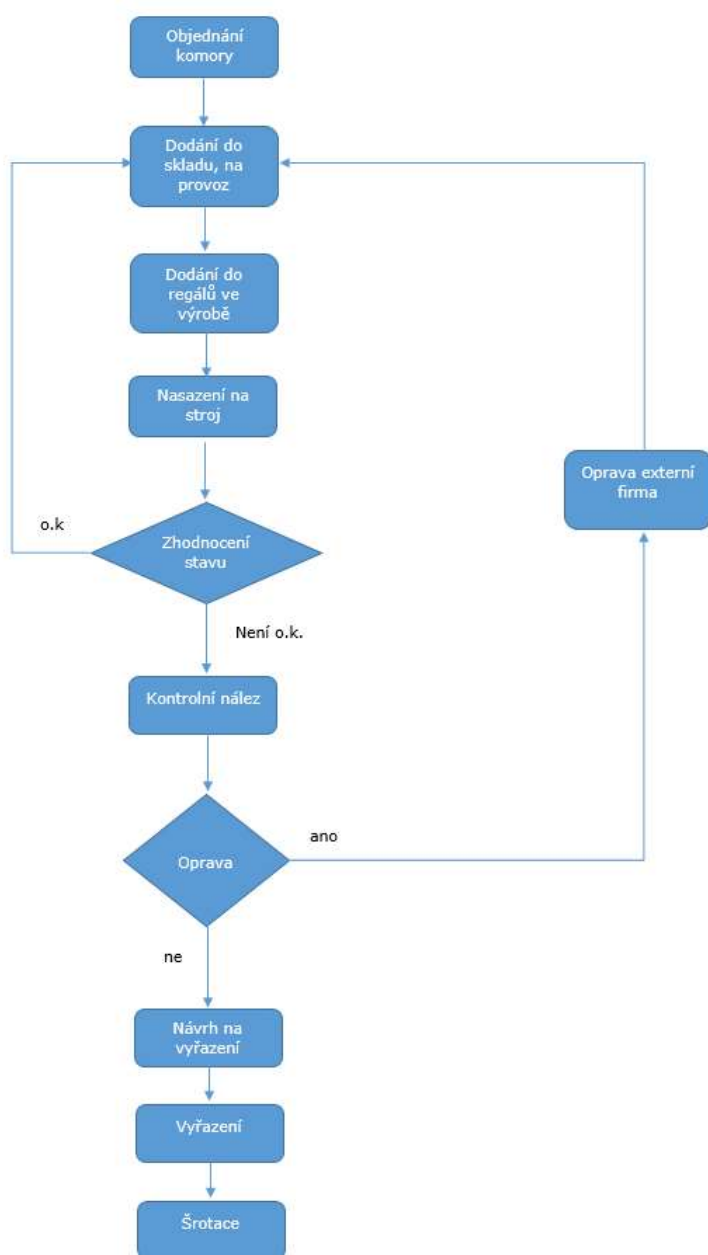 Objednání
komory
Dodání do
skladu, na
provoz
Dodání do
regálů ve
výrobě
Nasazení na
stroj
Oprava externí
firma
o.k
Zhodnocení
stavu
Není o.k.
Kontrolní nález
ano
Oprava
ne
Návrh na
vyřazení
Vyřazení
Šrotace